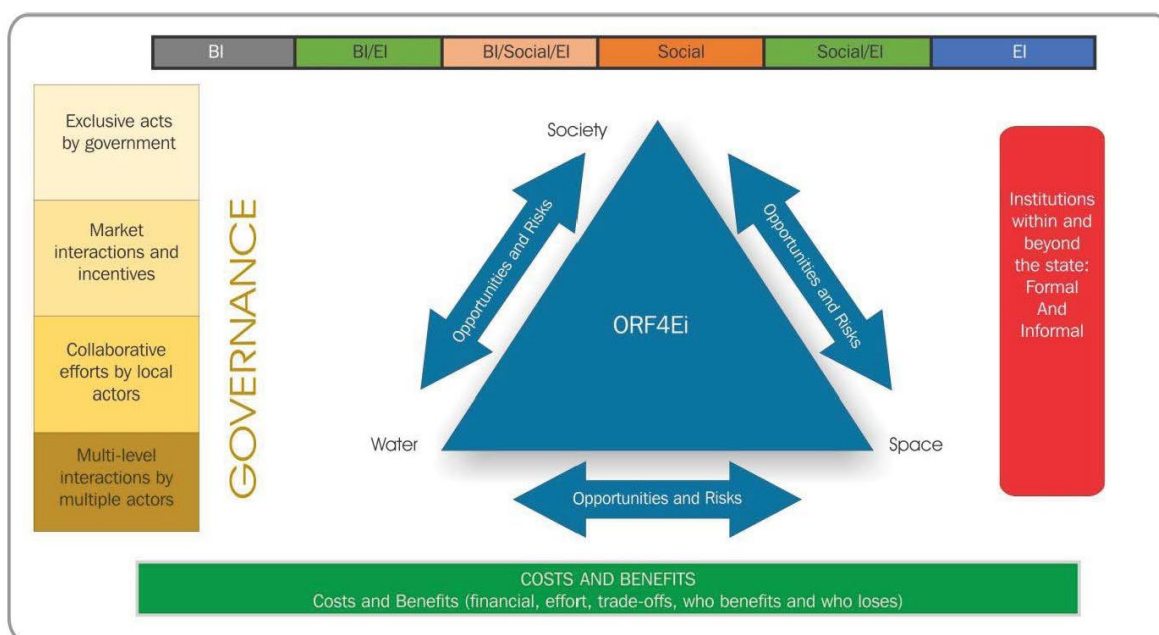 BI
BI/EI
BI/Social/EI
Social
Social/EI
EI
Exclusive acts
by government
Market
interactions and
incentives
Collaborative
efforts by local
actors
Multi-level
interactions by
multiple actors
GOVERNANCE
Society
Opportunities and Risks
Opportunities and Risks
ORF4Ei
Water
Space
Opportunities and Risks
Institutions
within and
beyond
the state:
Formal
And
Informal
COSTS AND BENEFITS
Costs and Benefits (financial, effort, trade-offs, who benefits and who loses)